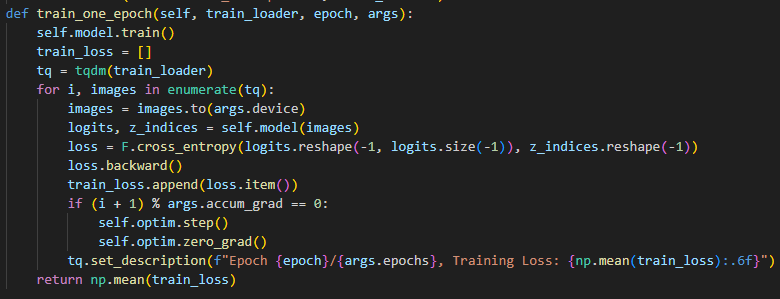 def train_one_epoch(self, train_loader, epoch, args):
    self.model.train()
    train_loss = []
    tq = tqdm(train_loader)
    for i, images in enumerate(tq):
        images = images.to(args.device)
        logits, z_indices = self.model(images)
        loss = F.cross_entropy(logits.reshape(-1, logits.size(-1)), z_indices.reshape(-1))
        loss.backward()
        train_loss.append(loss.item())
        if (i + 1) % args.accum_grad == 0:
            self.optim.step()
            self.optim.zero_grad()
        tq.set_description(f"Epoch {epoch}/{args.epochs}, Training Loss: {np.mean(train_loss):.6f}")
    return np.mean(train_loss)